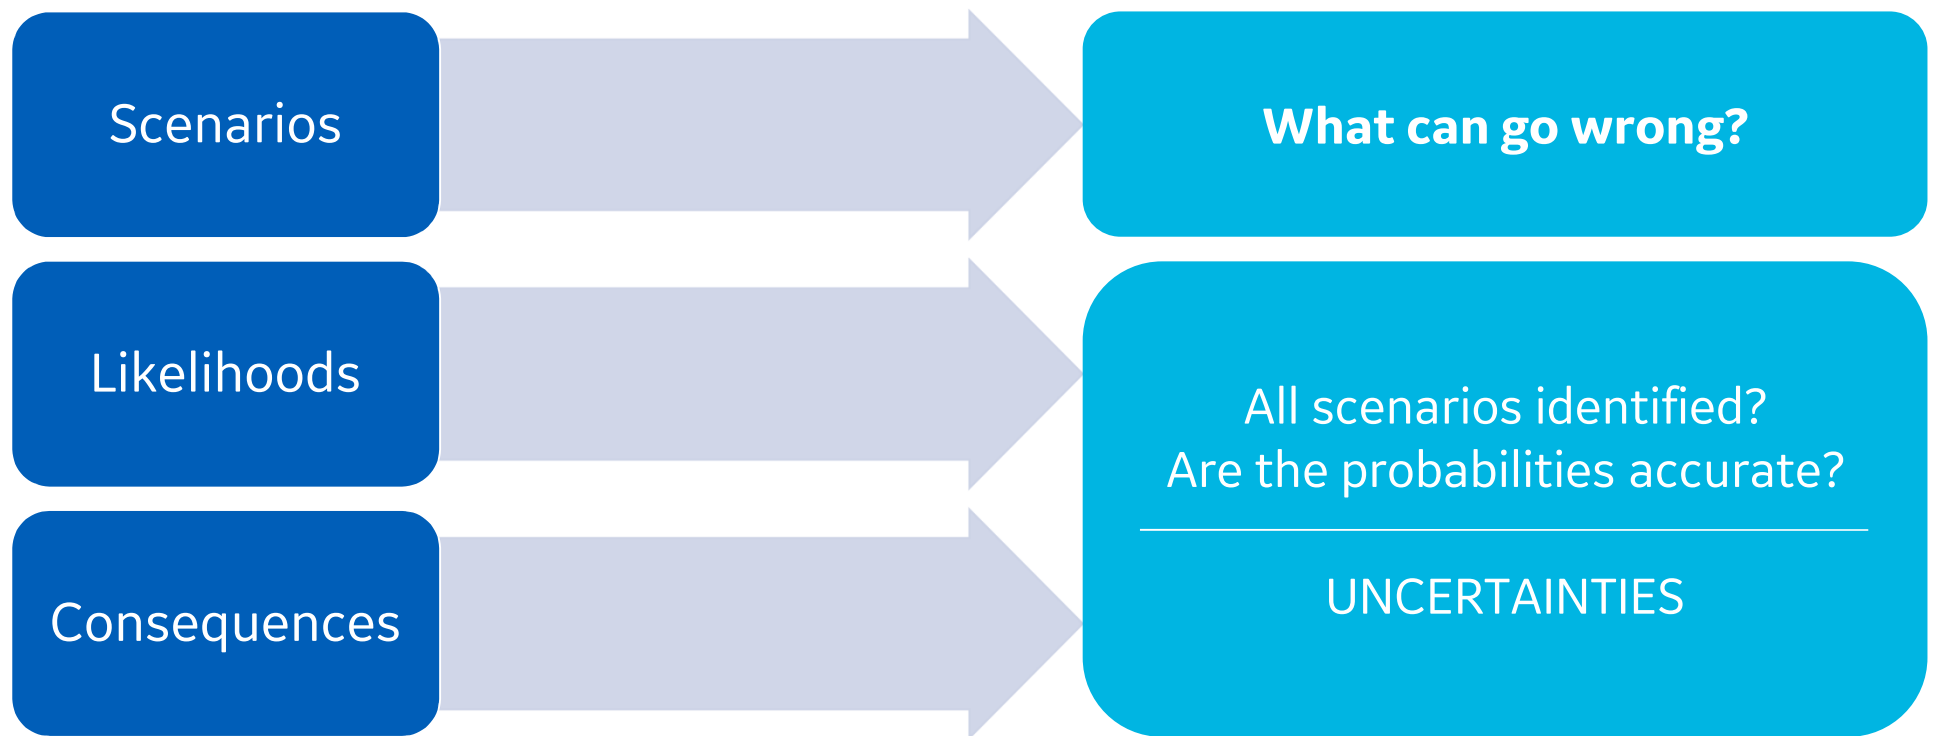 Scenarios
What can go wrong?
Likelihoods
All scenarios identified?
Are the probabilities accurate?
UNCERTAINTIES
Consequences